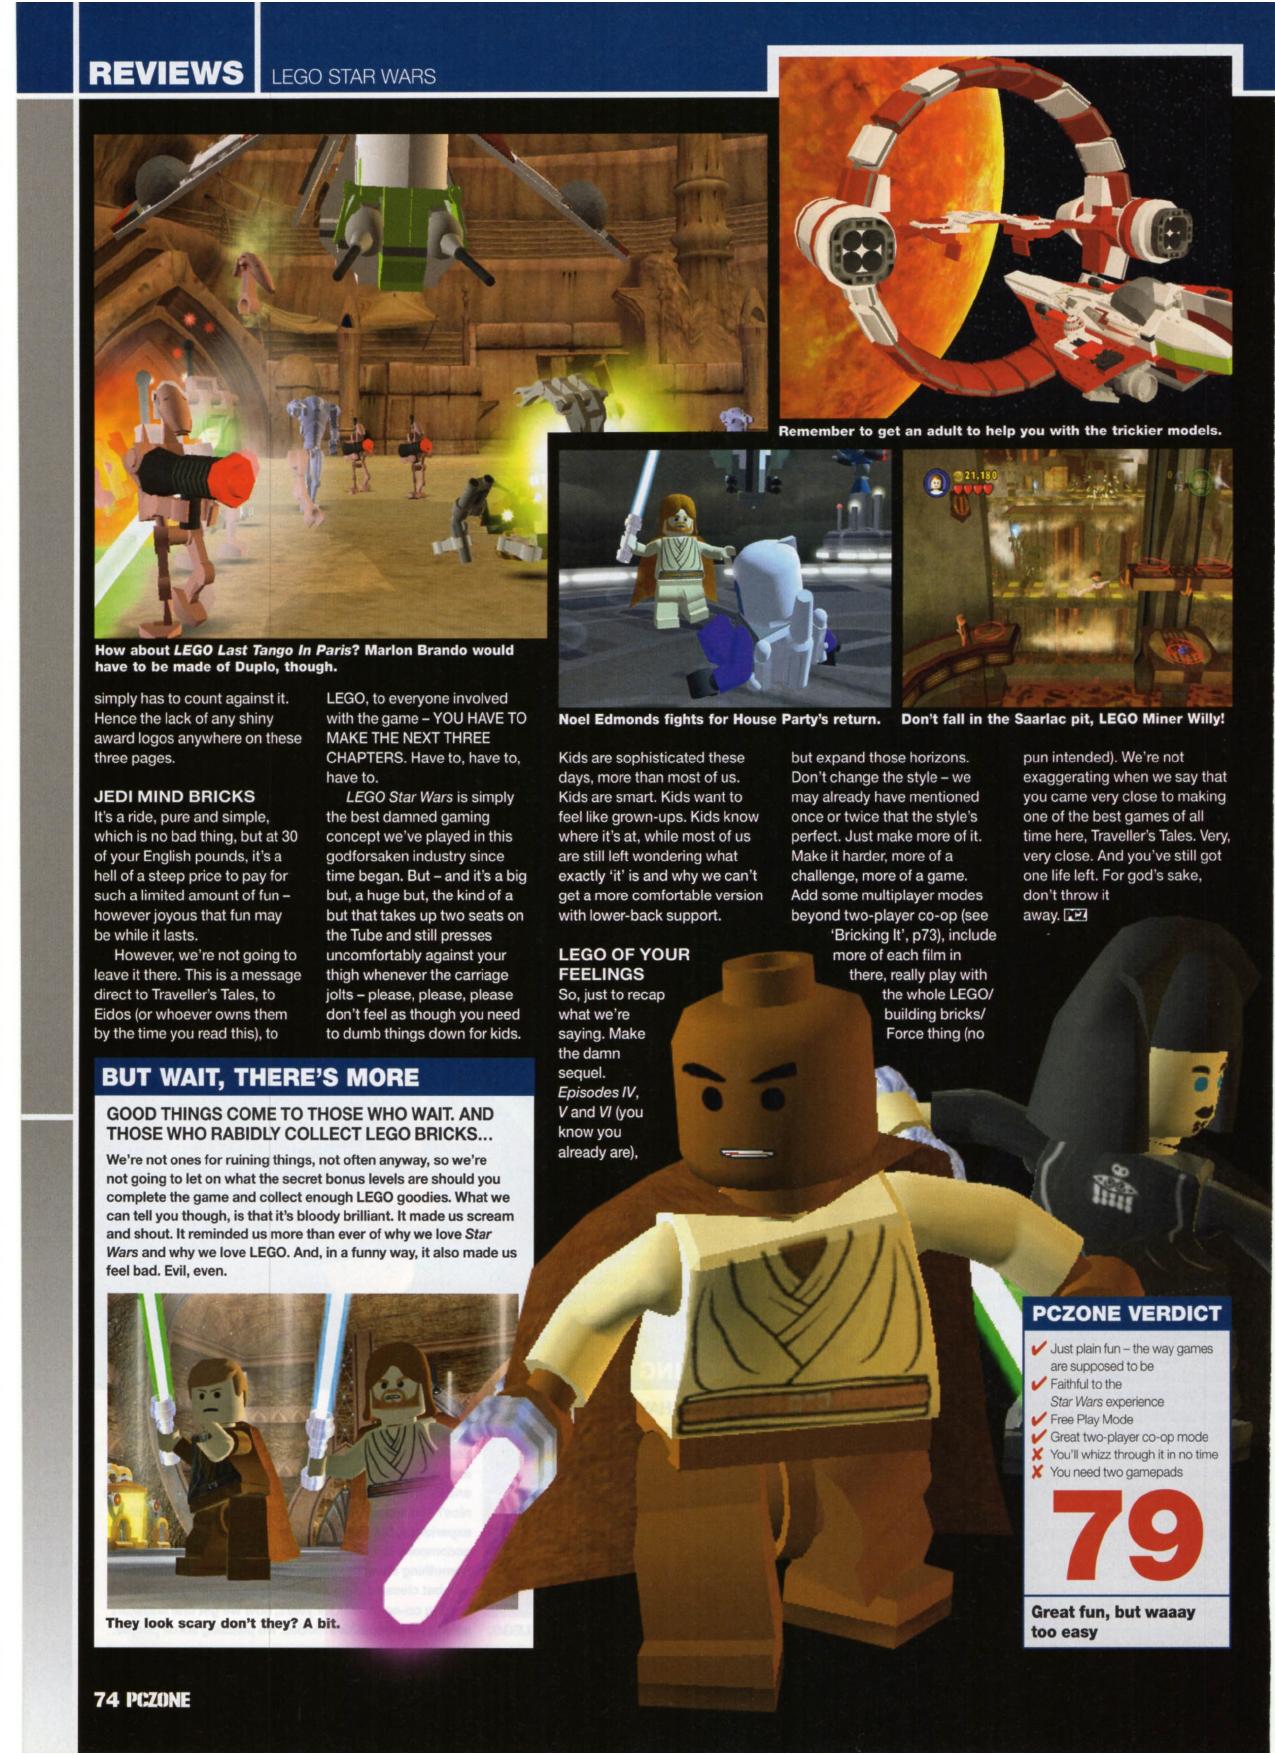 REVIEWS
LEGO STAR WARS
Remember to get an adult to help you with the trickier models.
21,180
How about LEGO Last Tango In Paris? Marlon Brando would
have to be made of Duplo, though.
Noel Edmonds fights for House Party's return.
Don't fall in the Saarlac pit, LEGO Miner Willy!
simply has to count against it.
Hence the lack of any shiny
award logos anywhere on these
three pages.
JEDI MIND BRICKS
It's a ride, pure and simple,
which is no bad thing, but at 30
of your English pounds, it's a
hell of a steep price to pay for
such a limited amount of fun –
however joyous that fun may
be while it lasts.
However, we're not going to
leave it there. This is a message
direct to Traveller's Tales, to
Eidos (or whoever owns them
by the time you read this), to
LEGO, to everyone involved
with the game – YOU HAVE TO
MAKE THE NEXT THREE
CHAPTERS. Have to, have to,
have to.
LEGO Star Wars is simply
the best damned gaming
concept we've played in this
godforsaken industry since
time began. But – and it's a big
but, a huge but, the kind of a
but that takes up two seats on
the Tube and still presses
uncomfortably against your
thigh whenever the carriage
jolts – please, please, please
don't feel as though you need
to dumb things down for kids.
Kids are sophisticated these
days, more than most of us.
Kids are smart. Kids want to
feel like grown-ups. Kids know
where it's at, while most of us
are still left wondering what
exactly 'it' is and why we can't
get a more comfortable version
with lower-back support.
LEGO OF YOUR
FEELINGS
So, just to recap
what we're
saying. Make
the damn
sequel.
Episodes IV,
V and VI (you
know you
already are),
but expand those horizons.
Don't change the style – we
may already have mentioned
once or twice that the style's
perfect. Just make more of it.
Make it harder, more of a
challenge, more of a game.
Add some multiplayer modes
beyond two-player co-op (see
'Bricking It', p73), include
more of each film in
there, really play with
the whole LEGO/
building bricks/
Force thing (no
pun intended). We're not
exaggerating when we say that
you came very close to making
one of the best games of all
time here, Traveller's Tales. Very,
very close. And you've still got
one life left. For god's sake,
don't throw it
away. PCZ
BUT WAIT, THERE'S MORE
GOOD THINGS COME TO THOSE WHO WAIT. AND
THOSE WHO RABIDLY COLLECT LEGO BRICKS...
We're not ones for ruining things, not often anyway, so we're
not going to let on what the secret bonus levels are should you
complete the game and collect enough LEGO goodies. What we
can tell you though, is that it's bloody brilliant. It made us scream
and shout. It reminded us more than ever of why we love Star
Wars and why we love LEGO. And, in a funny way, it also made us
feel bad. Evil, even.
They look scary don't they? A bit.
PCZONE VERDICT
✓ Just plain fun – the way games
are supposed to be
✓ Faithful to the
Star Wars experience
✓ Free Play Mode
✓ Great two-player co-op mode
✗ You'll whizz through it in no time
✗ You need two gamepads
79
Great fun, but waaay
too easy
74 PCZONE